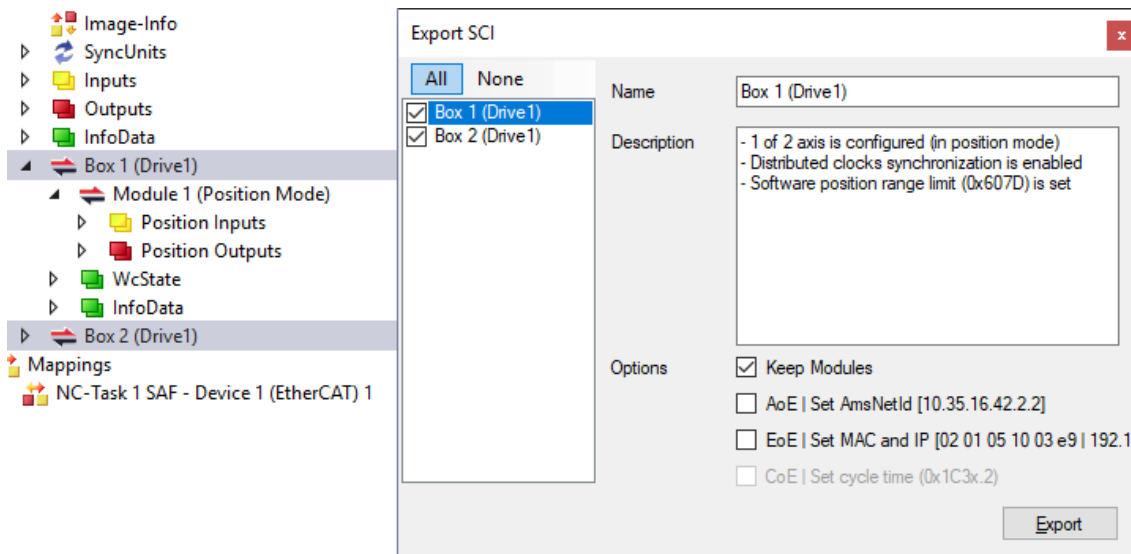 Image-Info
SyncUnits
Inputs
Outputs
InfoData
Box 1 (Drive1)
Module 1 (Position Mode)
Position Inputs
Position Outputs
WcState
InfoData
Box 2 (Drive1)
Mappings
NC-Task 1 SAF - Device 1 (EtherCAT) 1
Export SCI
x
All None
Box 1 (Drive1)
Box 2 (Drive1)
Name
Box 1 (Drive1)
Description
- 1 of 2 axis is configured (in position mode)
- Distributed clocks synchronization is enabled
- Software position range limit (0x607D) is set
Options
Keep Modules
AoE | Set AmsNetId [10.35.16.42.2.2]
EoE | Set MAC and IP [02 01 05 10 03 e9 | 192.1
CoE | Set cycle time (0x1C3x.2)
Export